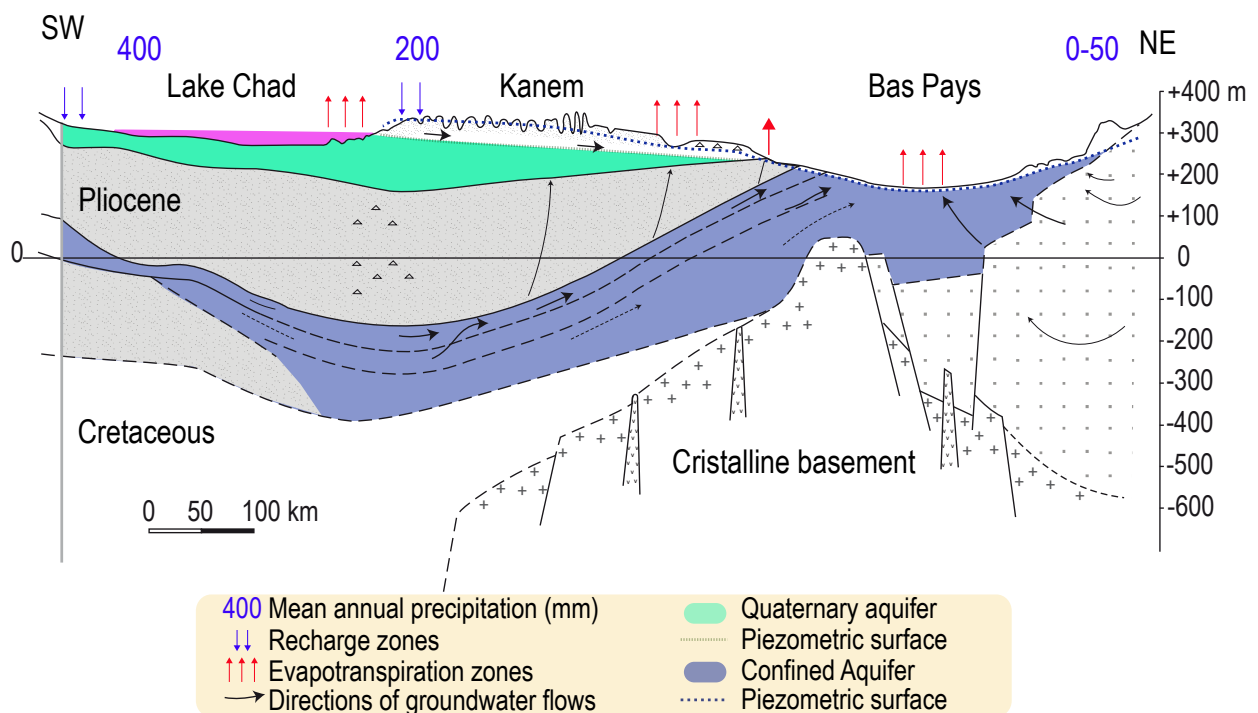 SW
400
200
0-50
NE
Lake Chad
Kanem
Bas Pays
+400 m
+300
+200
+100
0
-100
-200
-300
-400
-500
-600
Pliocene
0
Cretaceous
Cristalline basement
0 50 100 km
400 Mean annual precipitation (mm)
Recharge zones
Evapotranspiration zones
Directions of groundwater flows
Quaternary aquifer
Piezometric surface
Confined Aquifer
Piezometric surface